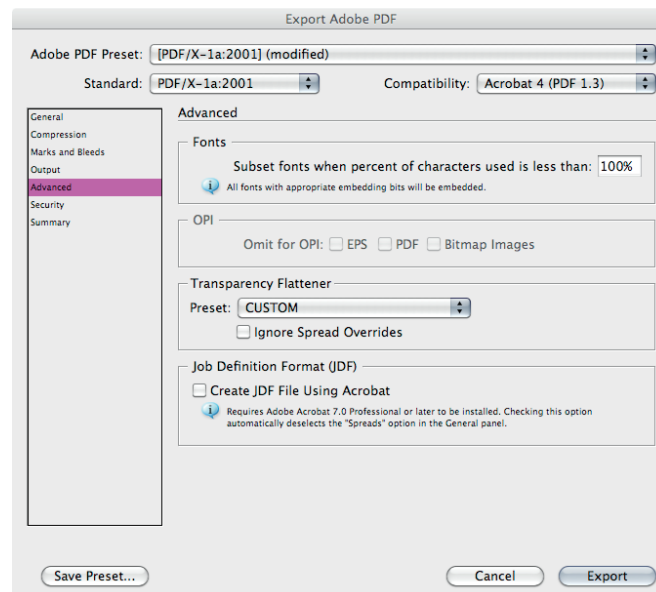 Export Adobe PDF
Adobe PDF Preset: [PDF/X-1a:2001] (modified)
Standard: PDF/X-1a:2001 Compatibility: Acrobat 4 (PDF 1.3)
General
Compression
Marks and Bleeds
Output
Advanced
Security
Summary
Advanced
Fonts
Subset fonts when percent of characters used is less than: 100%
All fonts with appropriate embedding bits will be embedded.
OPI
Omit for OPI: EPS PDF Bitmap Images
Transparency Flattener
Preset: CUSTOM
Ignore Spread Overrides
Job Definition Format (JDF)
Create JDF File Using Acrobat
Requires Adobe Acrobat 7.0 Professional or later to be installed. Checking this option
automatically deselects the "Spreads" option in the General panel.
Save Preset... Cancel Export